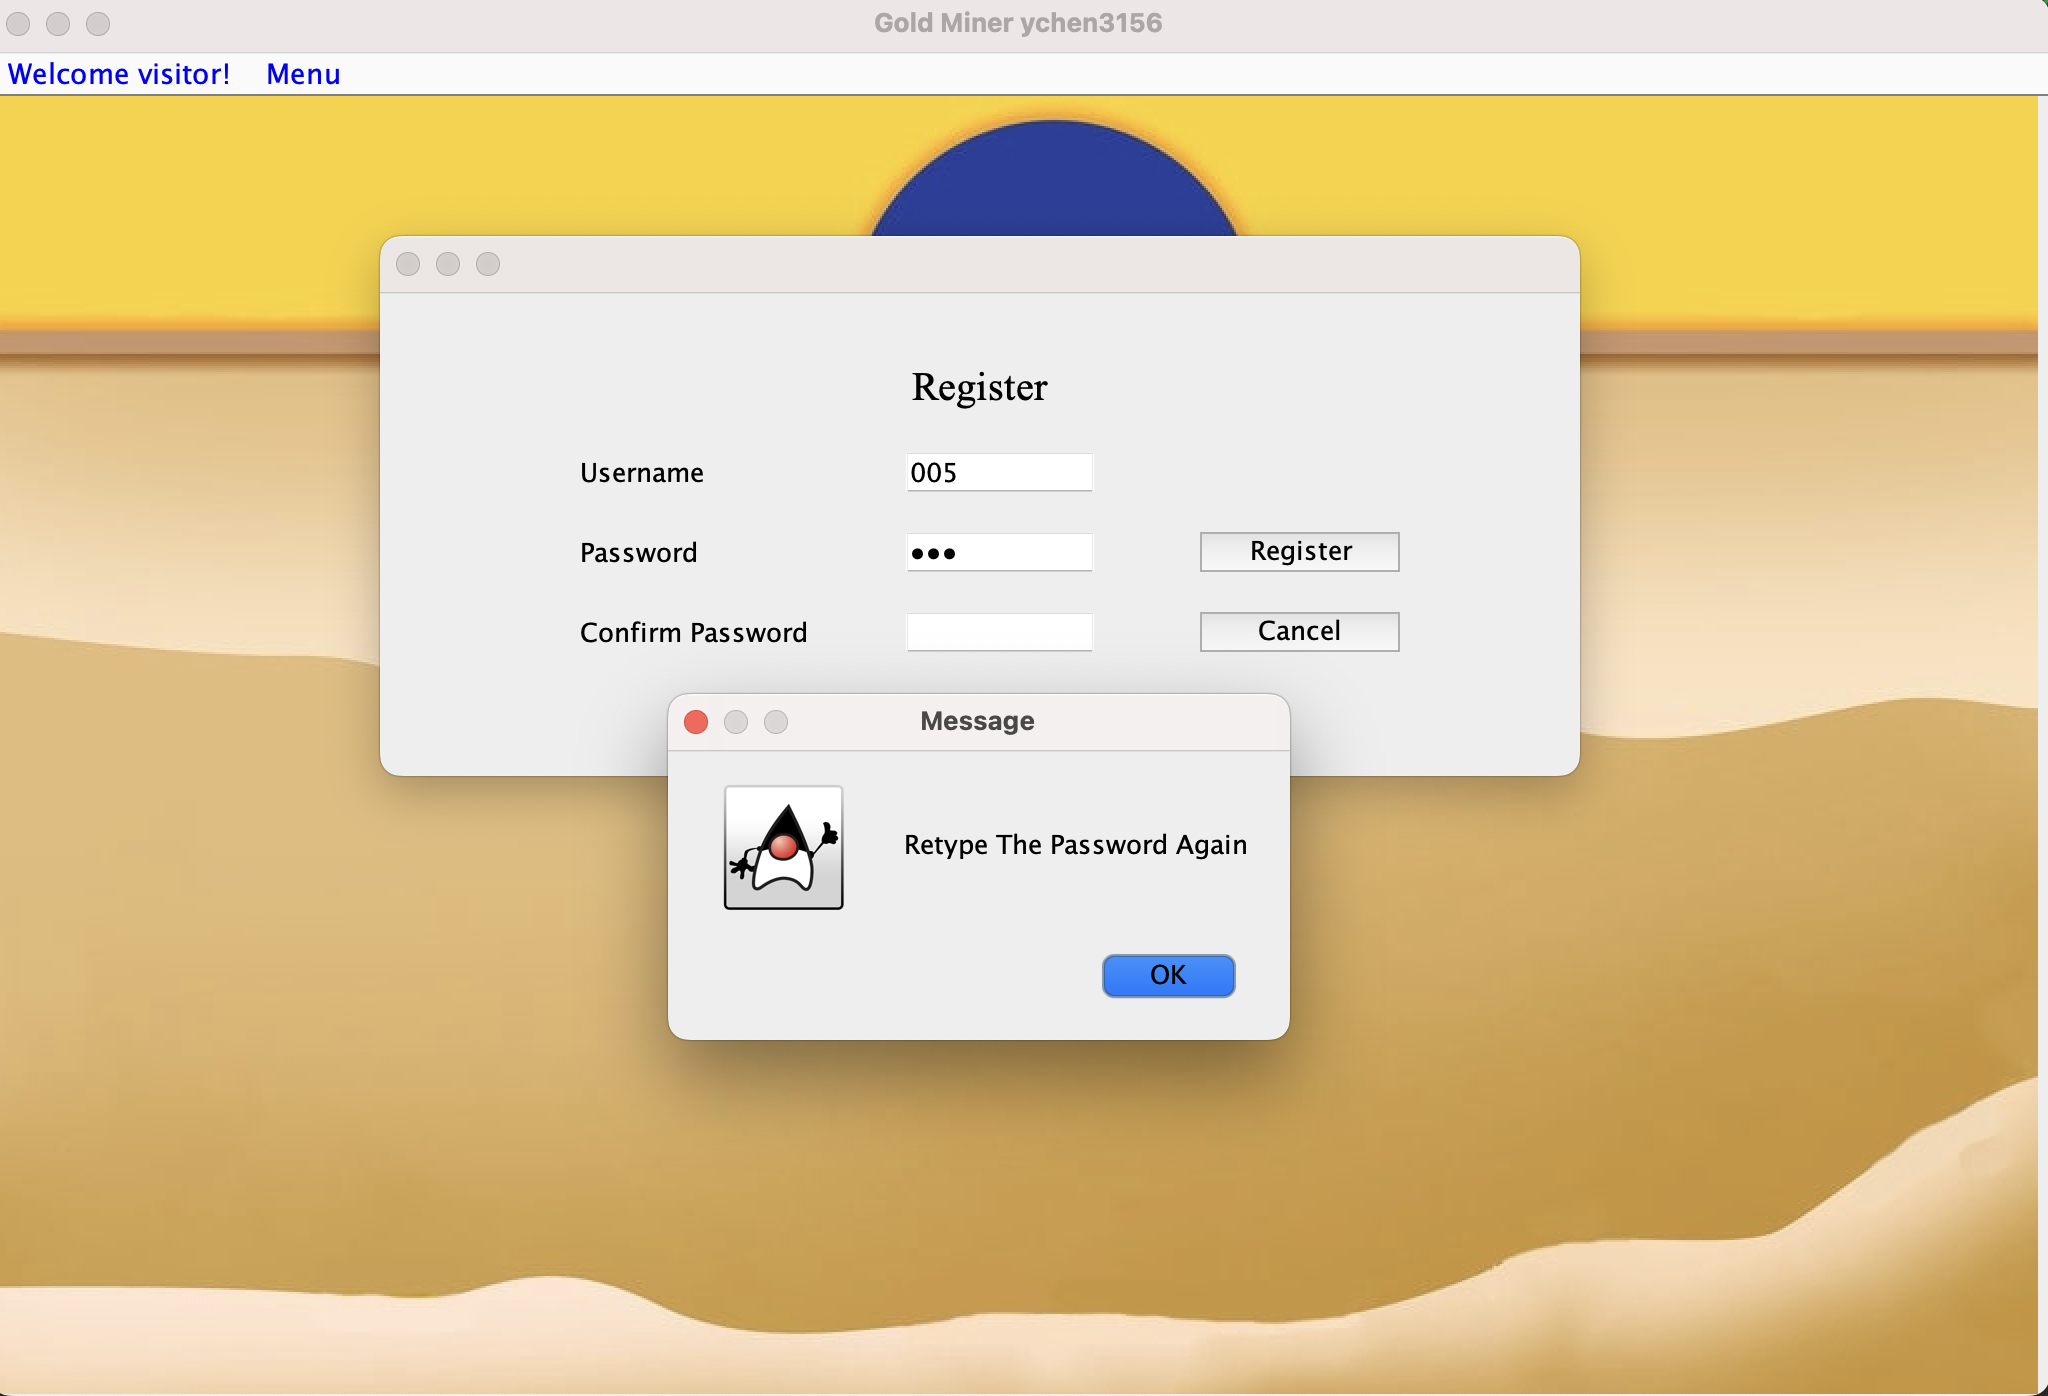 Gold Miner ychen3156
Welcome visitor! Menu
Register
Username 005
Password ••• Register
Confirm Password Cancel
Message
Retype The Password Again
OK